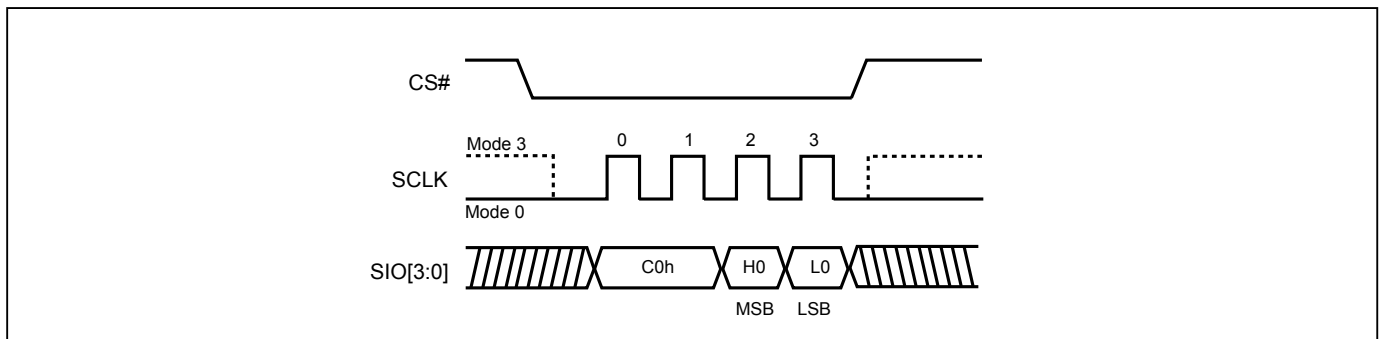 CS#
Mode 3 0 1 2 3
SCLK
Mode 0
SIO[3:0] C0h H0 L0
MSB LSB